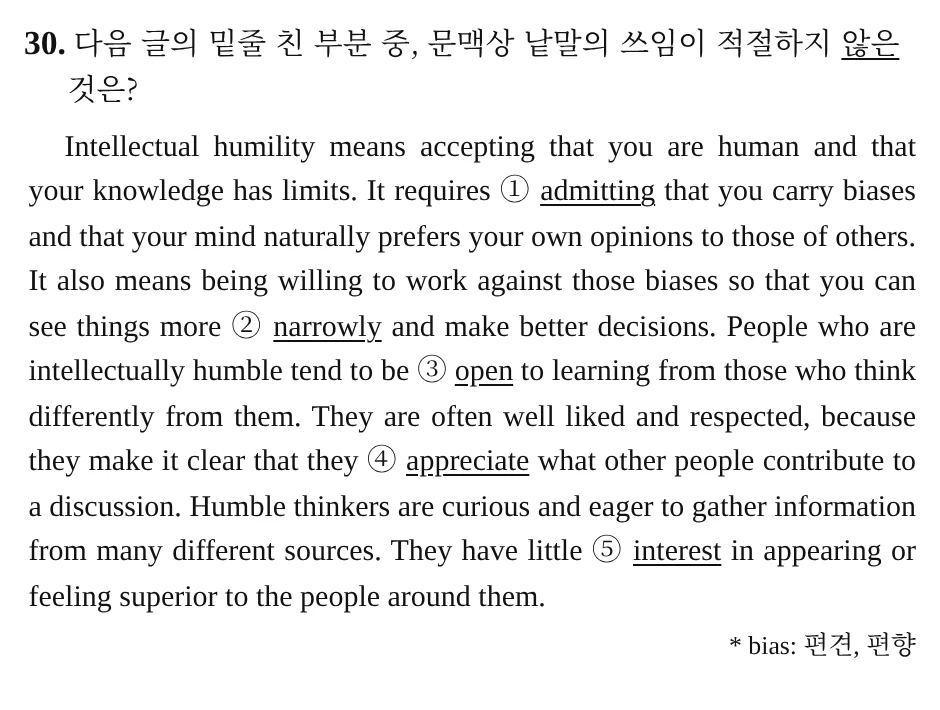 30. 다음 글의 밑줄 친 부분 중, 문맥상 낱말의 쓰임이 적절하지 않은
것은?
Intellectual humility means accepting that you are human and that
your knowledge has limits. It requires ① admitting that you carry biases
and that your mind naturally prefers your own opinions to those of others.
It also means being willing to work against those biases so that you can
see things more ② narrowly and make better decisions. People who are
intellectually humble tend to be ③ open to learning from those who think
differently from them. They are often well liked and respected, because
they make it clear that they ④ appreciate what other people contribute to
a discussion. Humble thinkers are curious and eager to gather information
from many different sources. They have little ⑤ interest in appearing or
feeling superior to the people around them.
* bias: 편견, 편향